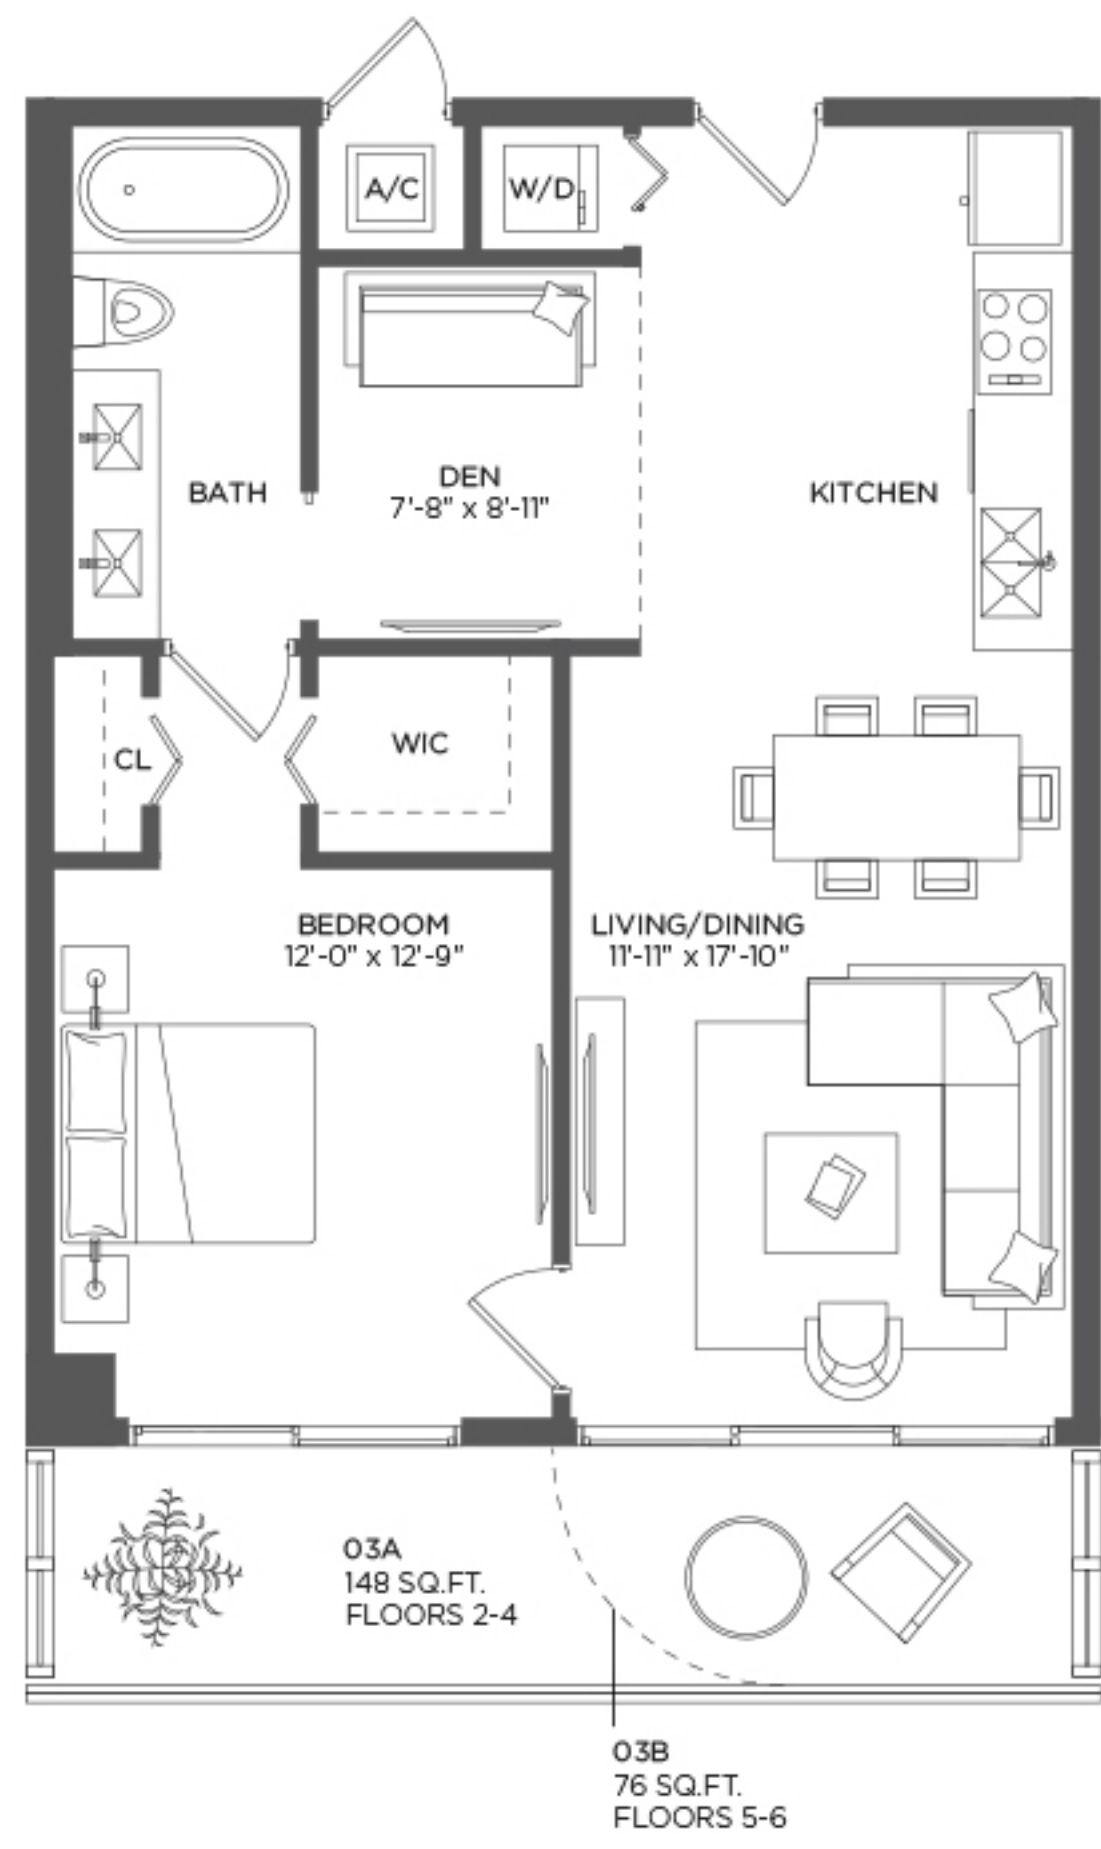 A/C
W/D
DEN
7'-8" x 8'-11"
BATH
KITCHEN
CL
WIC
BEDROOM
12'-0" x 12'-9"
LIVING/DINING
11'-11" x 17'-10"
03A
148 SQ.FT.
FLOORS 2-4
03B
76 SQ.FT.
FLOORS 5-6